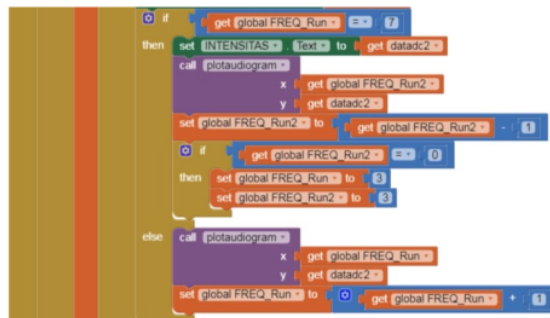 if get global FREQ_Run = 7
then set INTENSITAS . Text to get datadc2
call plotaudiogram
x get global FREQ_Run2
y get datadc2
set global FREQ_Run2 to get global FREQ_Run2 - 1
if get global FREQ_Run2 = 0
then set global FREQ_Run to 3
set global FREQ_Run2 to 3
else call plotaudiogram
x get global FREQ_Run
y get datadc2
set global FREQ_Run to get global FREQ_Run + 1